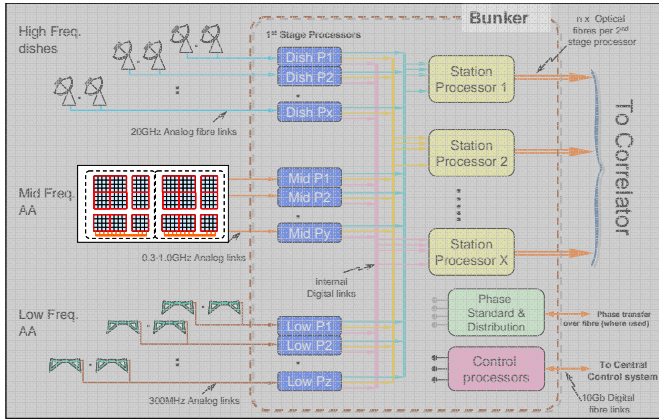 High Freq.
dishes
Bunker
n x Optical
fibres per 2nd
stage processor
1st Stage Processors
Dish P1
Dish P2
Dish Px
Station
Processor 1
20GHz Analog fibre links
To Correlator
Mid Freq.
AA
Mid P1
Mid P2
Mid Py
Station
Processor 2
0.3-1.0GHz Analog links
Station
Processor X
internal
Digital links
Low Freq.
AA
Low P1
Low P2
Low Pz
Phase
Standard &
Distribution
Phase transfer
over fibre (where used)
Control
processors
To Central
Control system
300MHz Analog links
10Gb Digital
fibre links